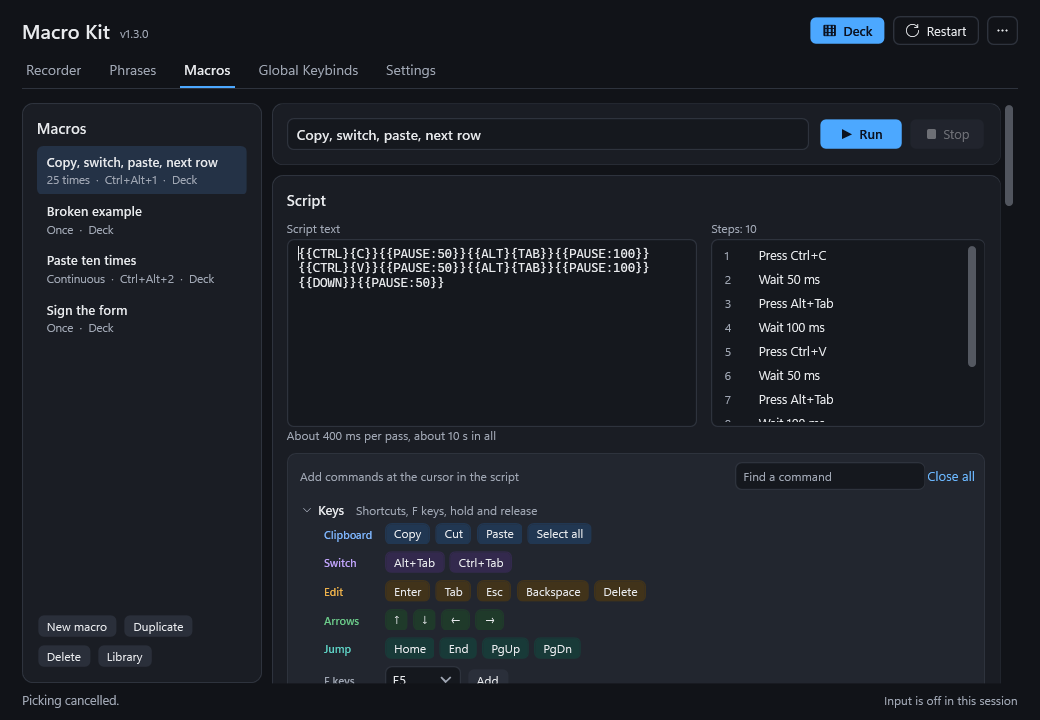 Macro Kit v1.3.0
Deck
Restart
Recorder
Phrases
Macros
Global Keybinds
Settings
Macros
Copy, switch, paste, next row
25 times · Ctrl+Alt+1 · Deck
Broken example
Once · Deck
Paste ten times
Continuous · Ctrl+Alt+2 · Deck
Sign the form
Once · Deck
New macro
Duplicate
Delete
Library
Copy, switch, paste, next row
Run
Stop
Script
Script text
{{CTRL}{C}}{{PAUSE:50}}{{ALT}{TAB}}{{PAUSE:100}}
{{CTRL}{V}}{{PAUSE:50}}{{ALT}{TAB}}{{PAUSE:100}}
{{DOWN}}{{PAUSE:50}}
About 400 ms per pass, about 10 s in all
Steps: 10
1 Press Ctrl+C
2 Wait 50 ms
3 Press Alt+Tab
4 Wait 100 ms
5 Press Ctrl+V
6 Wait 50 ms
7 Press Alt+Tab
8 Wait 100 ms
Add commands at the cursor in the script
Find a command
Close all
Keys Shortcuts, F keys, hold and release
Clipboard Copy Cut Paste Select all
Switch Alt+Tab Ctrl+Tab
Edit Enter Tab Esc Backspace Delete
Arrows ↑ ↓ ← →
Jump Home End PgUp PgDn
F keys F5 Add
Picking cancelled.
Input is off in this session